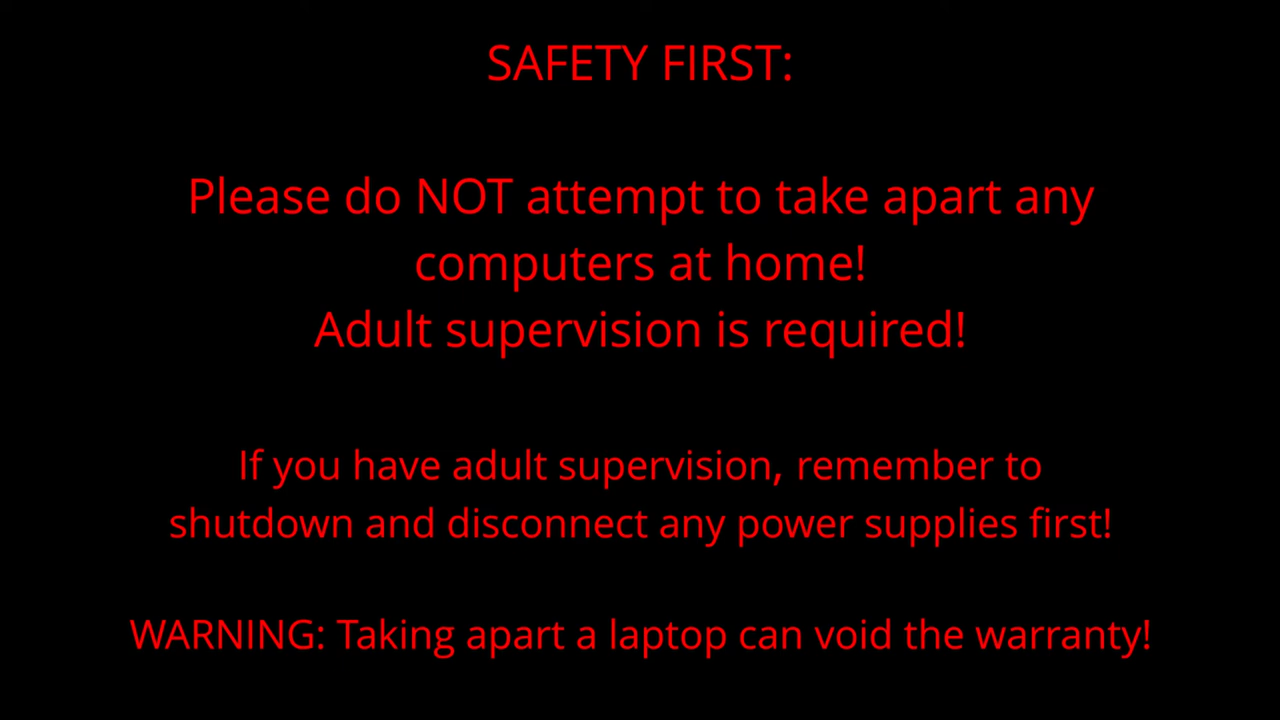 SAFETY FIRST:
Please do NOT attempt to take apart any
computers at home!
Adult supervision is required!
If you have adult supervision, remember to
shutdown and disconnect any power supplies first!
WARNING: Taking apart a laptop can void the warranty!